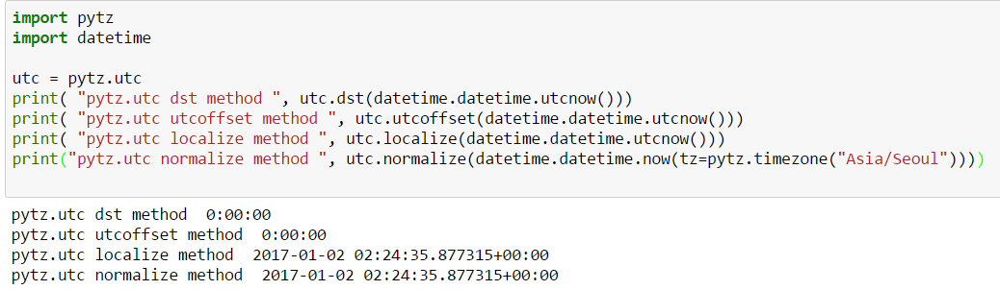 import pytz
import datetime
utc = pytz.utc
print( "pytz.utc dst method ", utc.dst(datetime.datetime.utcnow()))
print( "pytz.utc utcoffset method ", utc.utcoffset(datetime.datetime.utcnow()))
print( "pytz.utc localize method ", utc.localize(datetime.datetime.utcnow()))
print("pytz.utc normalize method ", utc.normalize(datetime.datetime.now(tz=pytz.timezone("Asia/Seoul"))))
pytz.utc dst method  0:00:00
pytz.utc utcoffset method  0:00:00
pytz.utc localize method  2017-01-02 02:24:35.877315+00:00
pytz.utc normalize method  2017-01-02 02:24:35.877315+00:00